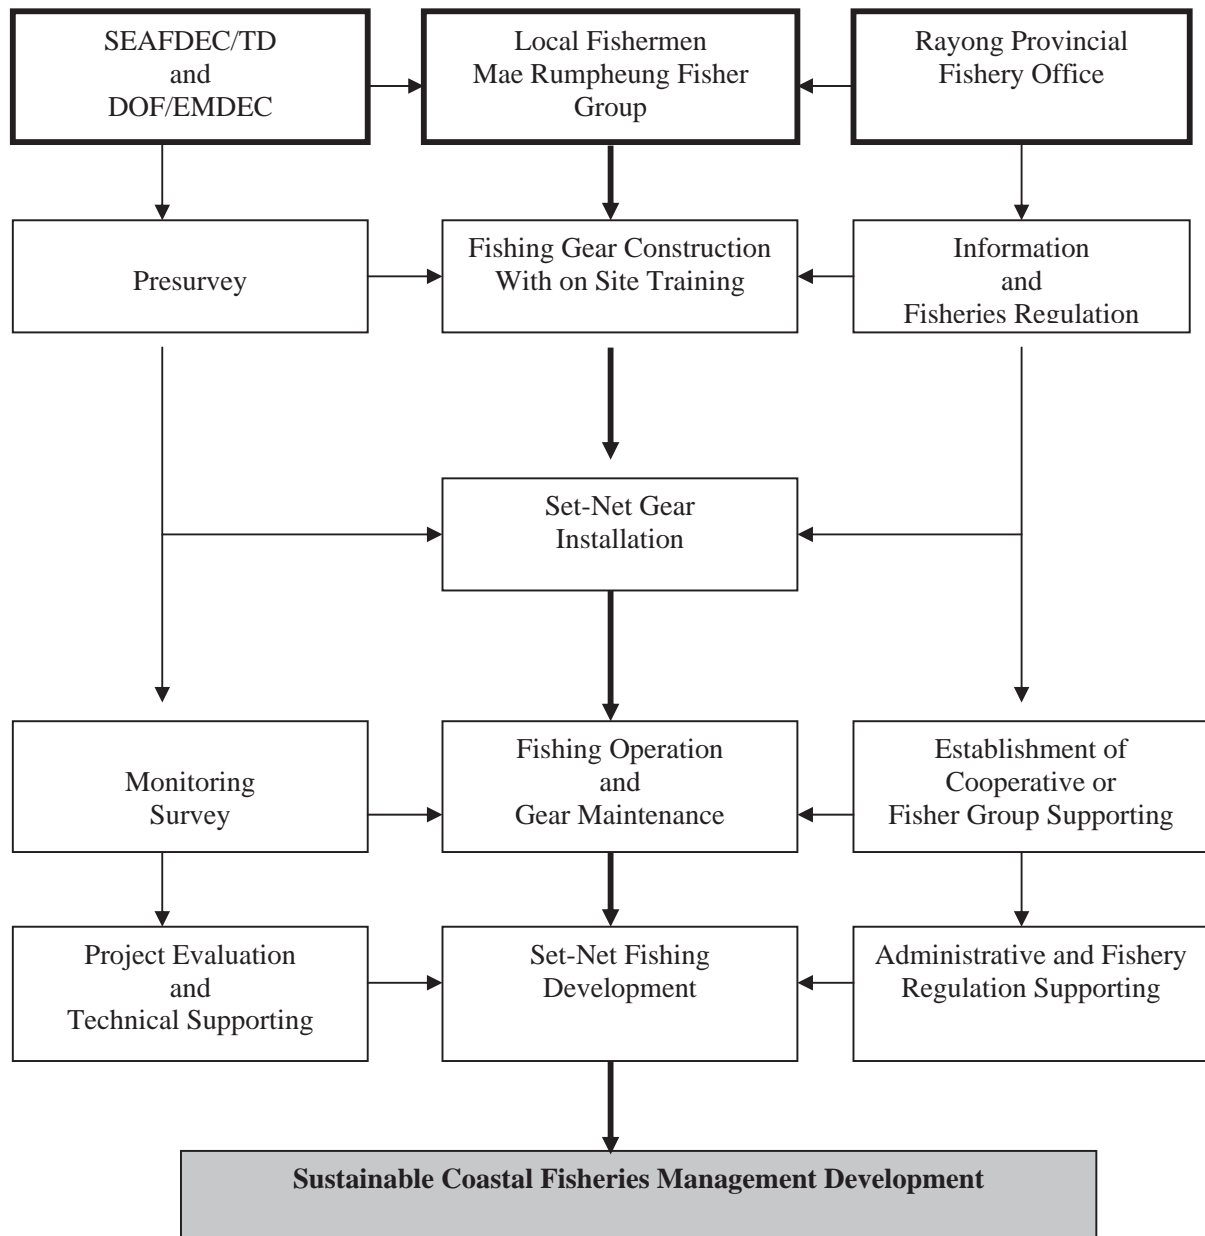 SEAFDEC/TD
and
DOF/EMDEC
Local Fishermen
Mae Rumpheung Fisher
Group
Rayong Provincial
Fishery Office
Presurvey
Fishing Gear Construction
With on Site Training
Information
and
Fisheries Regulation
Set-Net Gear
Installation
Monitoring
Survey
Fishing Operation
and
Gear Maintenance
Establishment of
Cooperative or
Fisher Group Supporting
Project Evaluation
and
Technical Supporting
Set-Net Fishing
Development
Administrative and Fishery
Regulation Supporting
Sustainable Coastal Fisheries Management Development